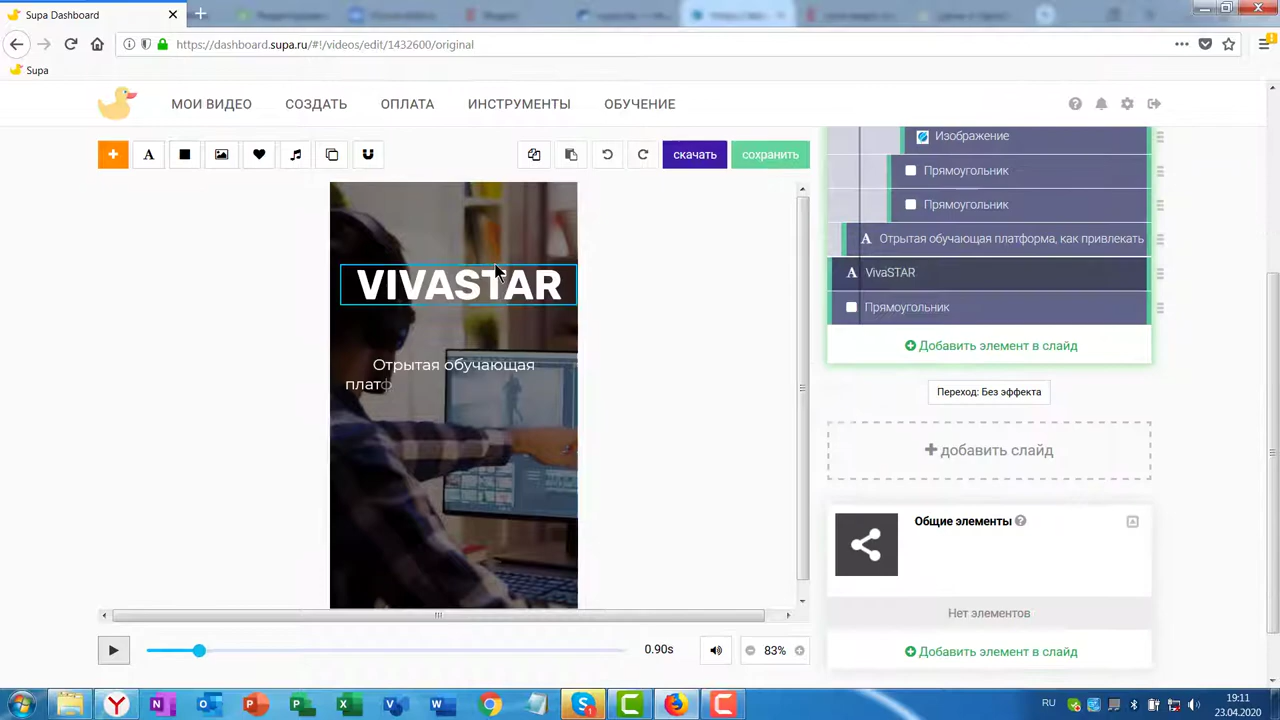 Supa Dashboard
https://dashboard.supa.ru/#!/videos/edit/1432600/original
Supa
МОИ ВИДЕО
СОЗДАТЬ
ОПЛАТА
ИНСТРУМЕНТЫ
ОБУЧЕНИЕ
скачать
сохранить
Изображение
Прямоугольник
Прямоугольник
Отрытая обучающая платформа, как привлекать
VivaSTAR
Прямоугольник
Добавить элемент в слайд
Переход: Без эффекта
добавить слайд
Общие элементы
Нет элементов
Добавить элемент в слайд
VIVASTAR
Отрытая обучающая
платф
0.90s
83%
RU
19:11
23.04.2020